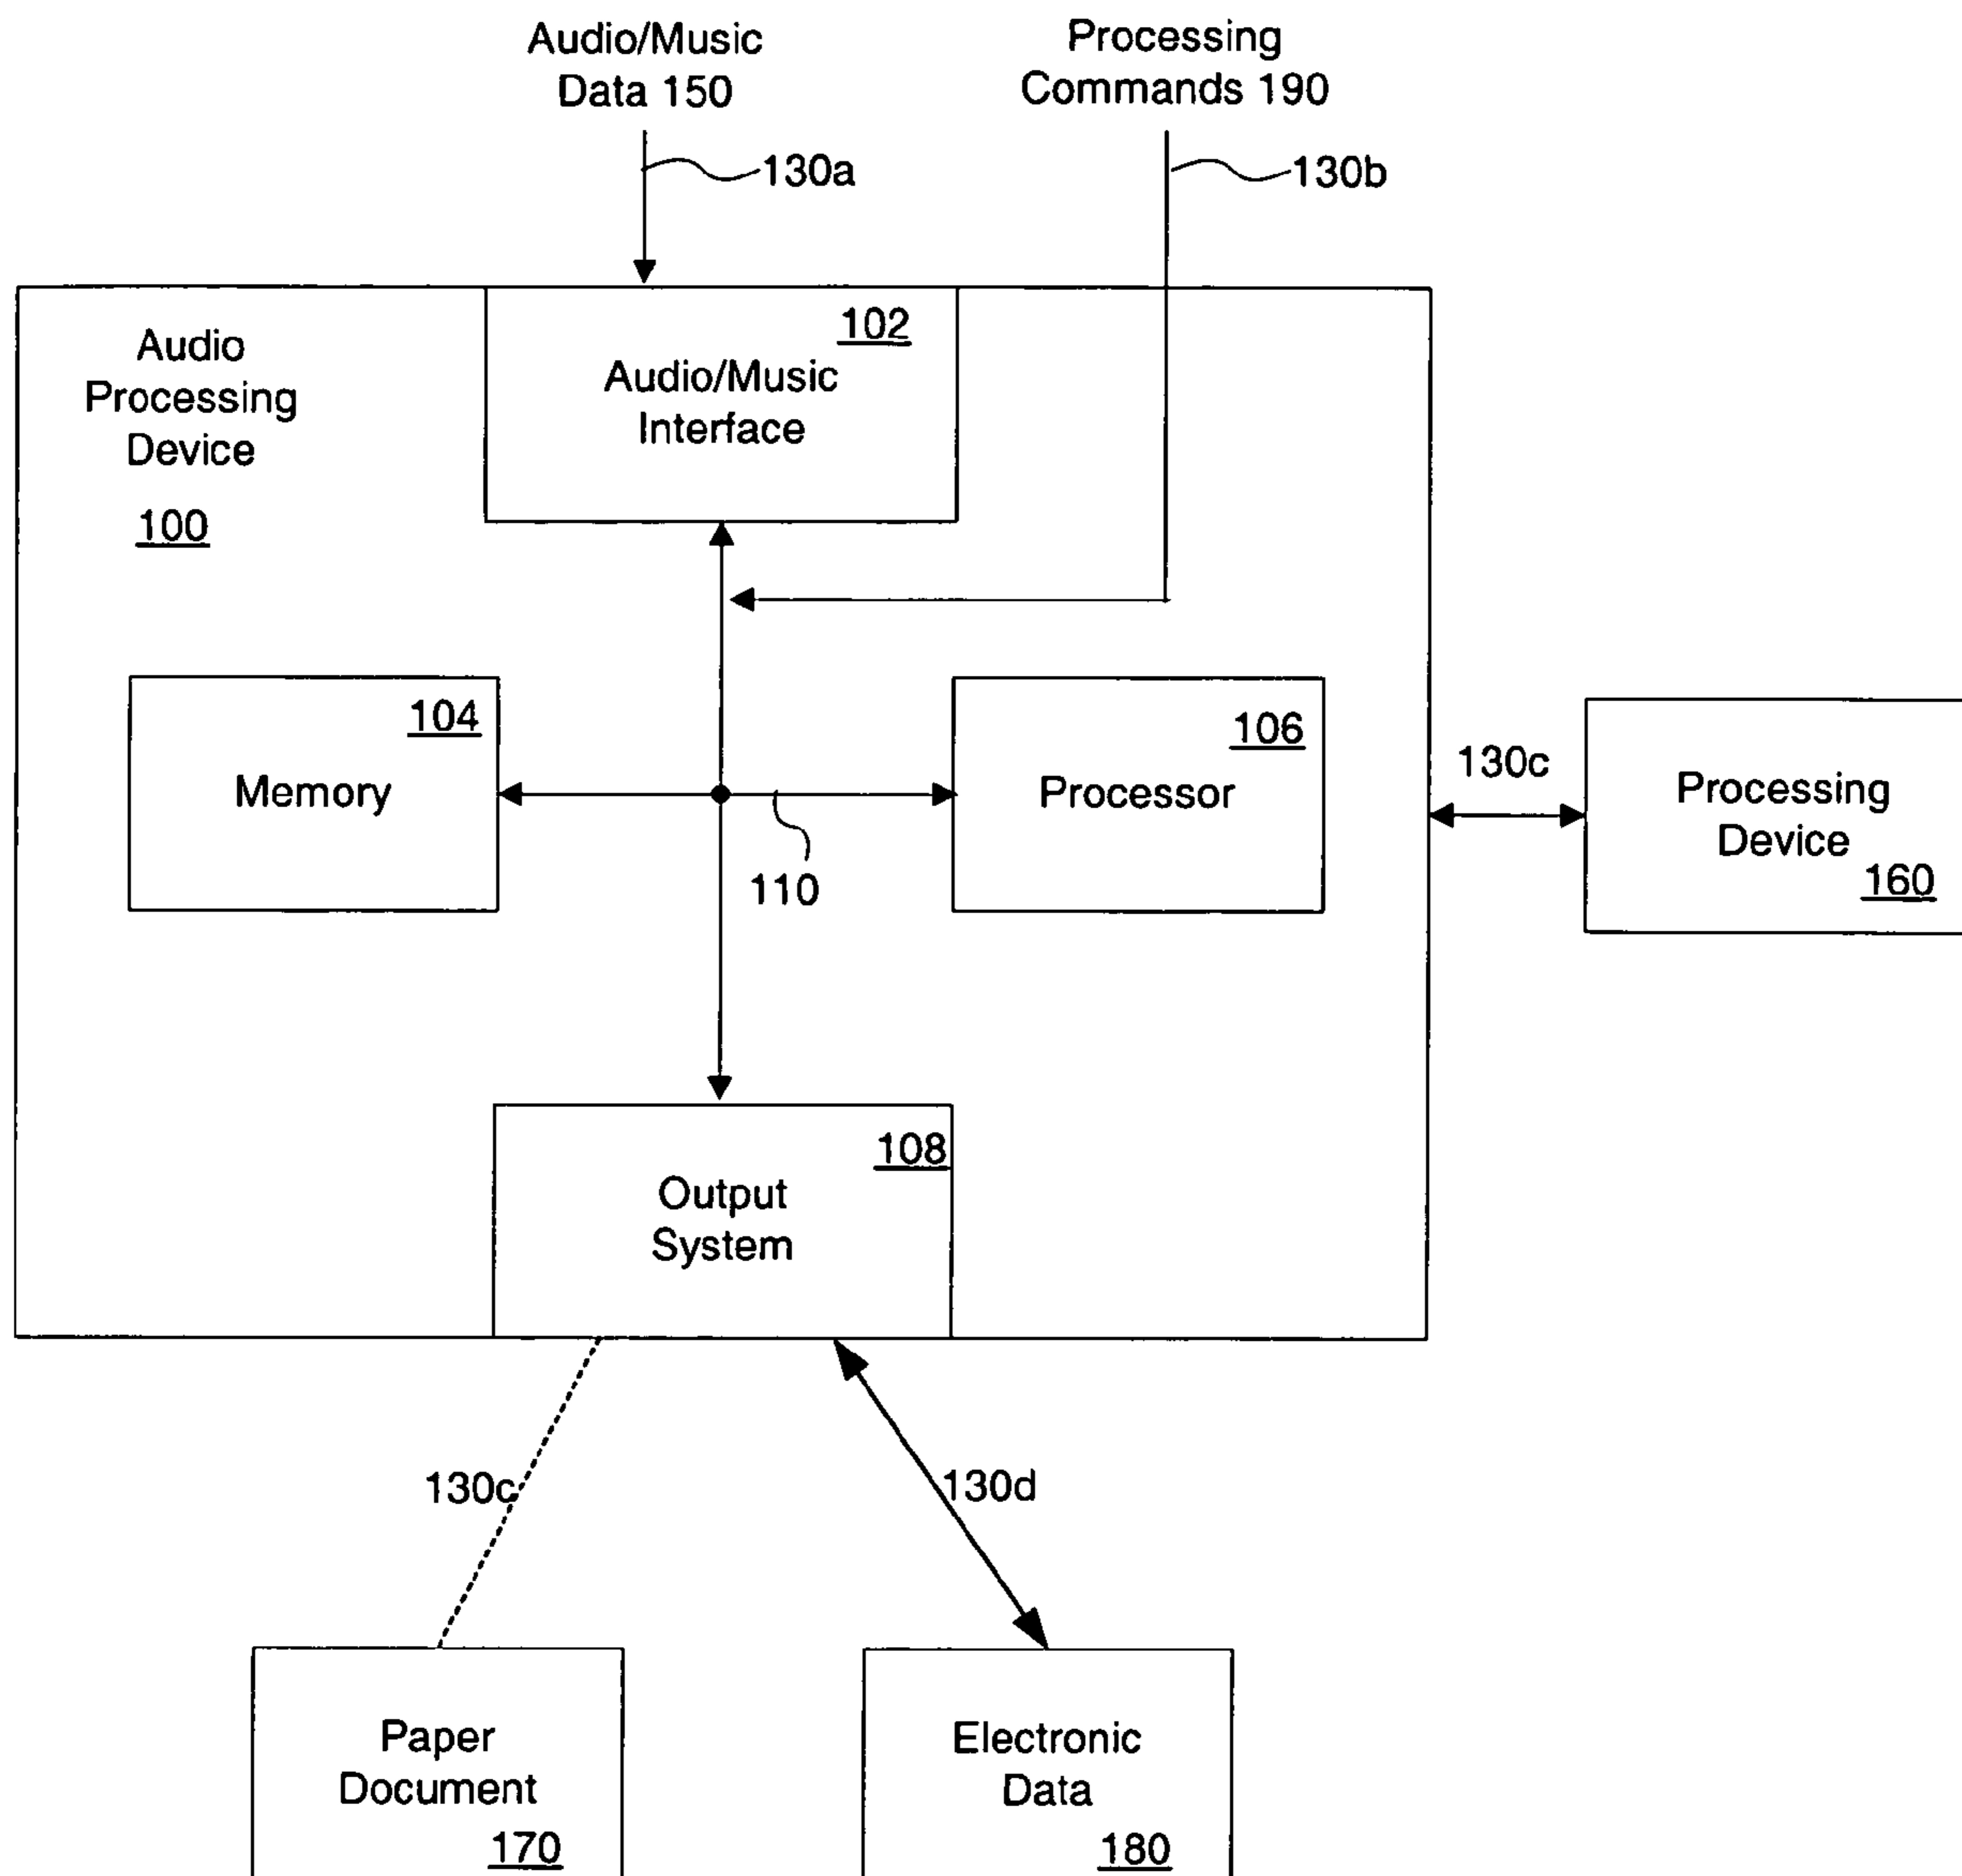 Audio/Music
Data 150
Processing
Commands 190
130a
130b
Audio
Processing
Device
100
102
Audio/Music
Interface
104
Memory
106
Processor
110
130c
Processing
Device
160
108
Output
System
130c
130d
Paper
Document
170
Electronic
Data
180